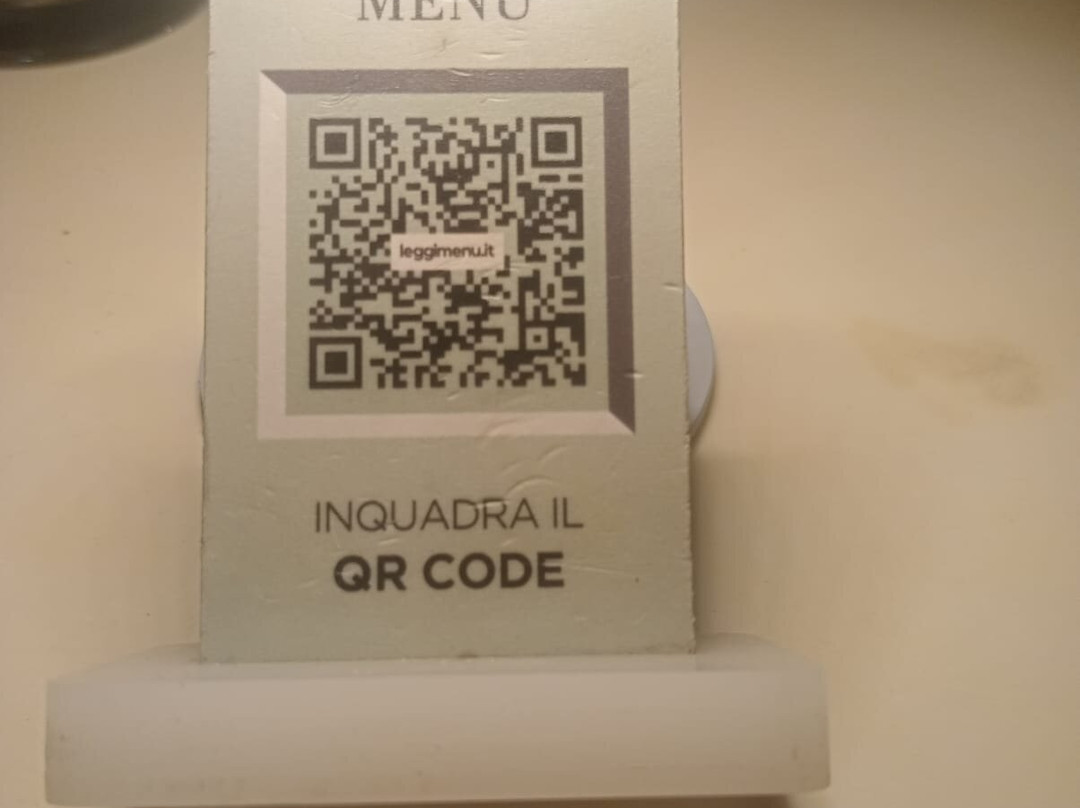 MENU
leggimenu.it
INQUADRA IL
QR CODE